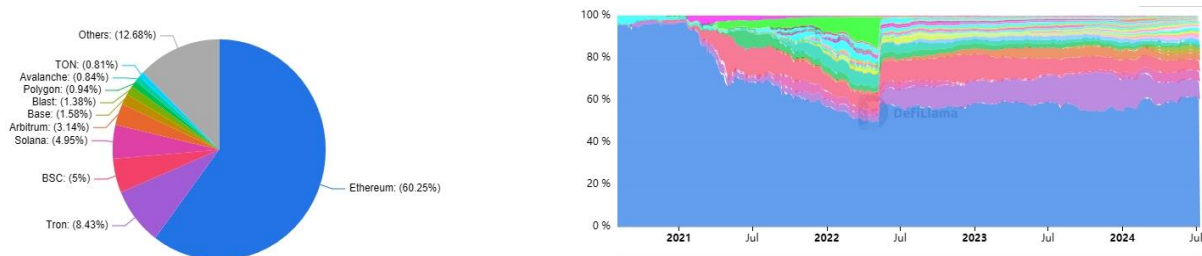 Others: (12.68%)
TON: (0.81%)
Avalanche: (0.84%)
Polygon: (0.94%)
Blast: (1.38%)
Base: (1.58%)
Arbitrum: (3.14%)
Solana: (4.95%)
BSC: (5%)
Tron: (8.43%)
Ethereum: (60.25%)
100 %
80 %
60 %
40 %
20 %
0 %
DefiLlama
2021 Jul 2022 Jul 2023 Jul 2024 Jul